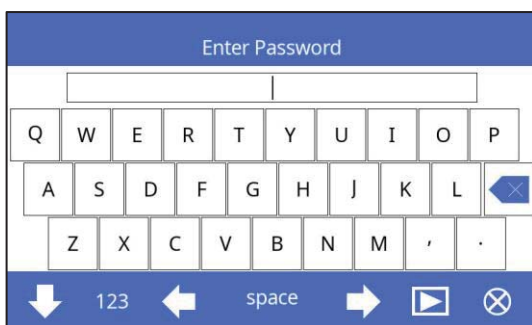 Enter Password
Q W E R T Y U I O P
A S D F G H J K L
Z X C V B N M , .
123 space